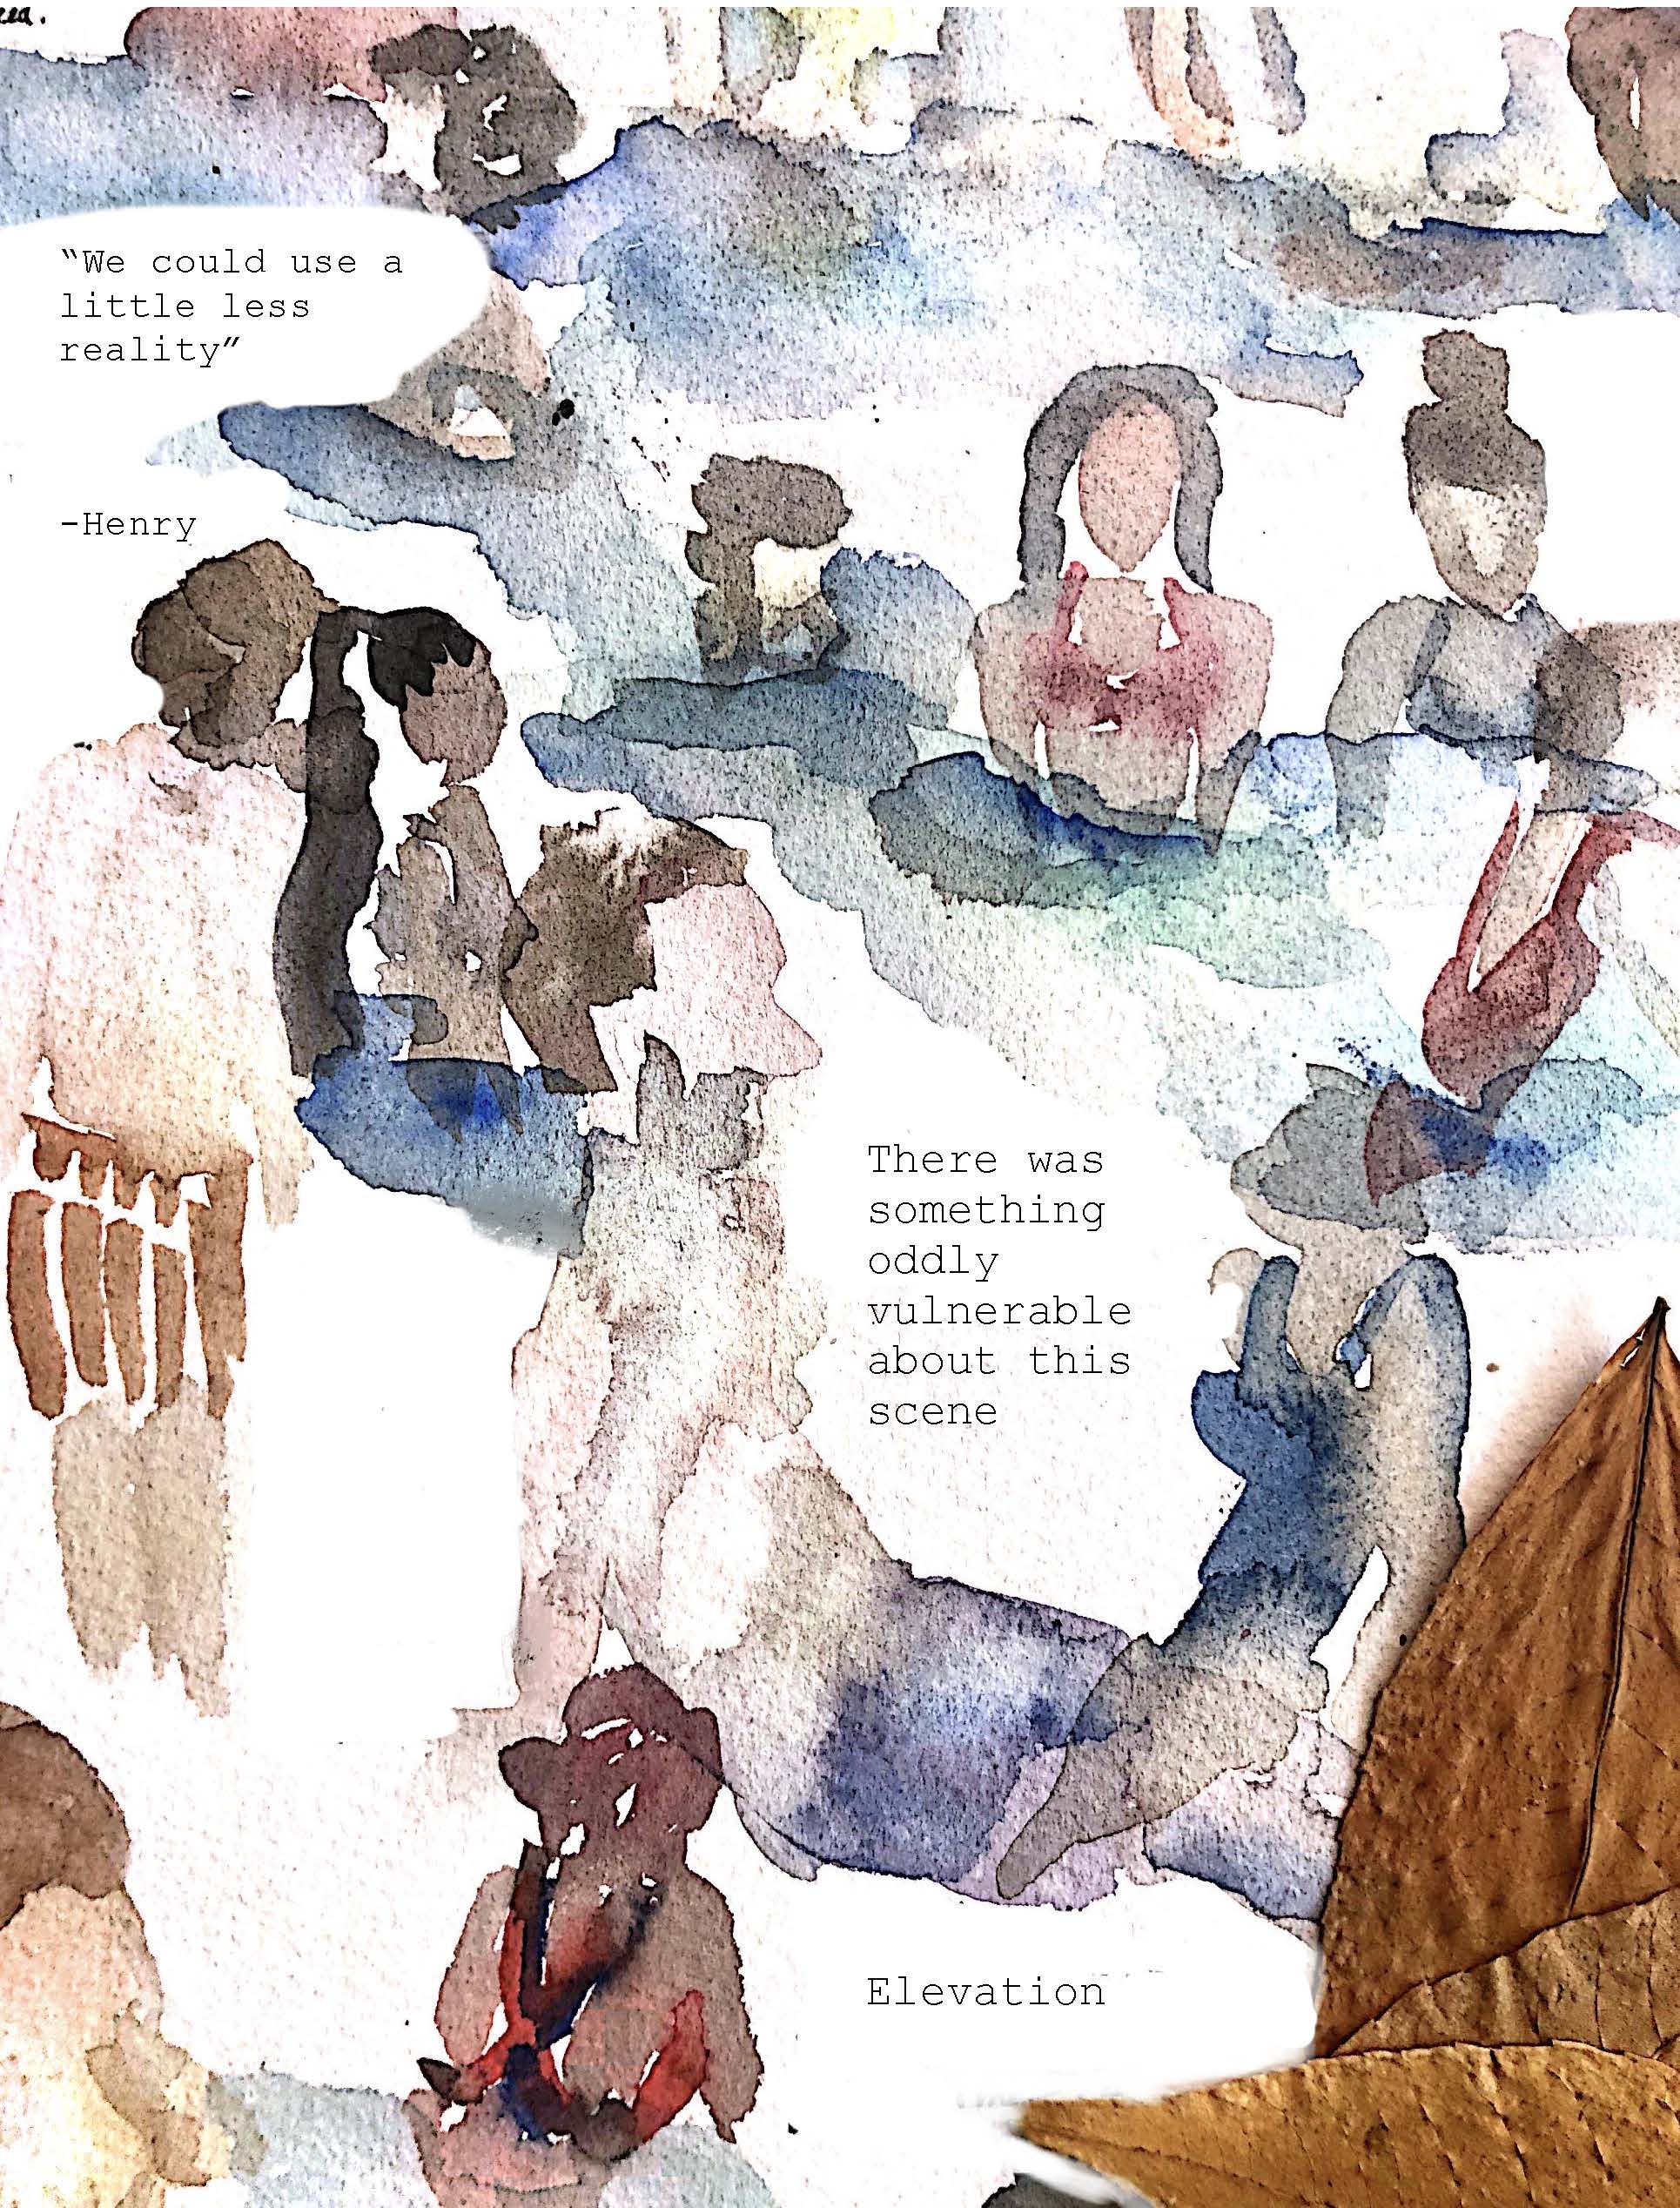 “We could use a
little less
reality”
-Henry
There was
something
oddly
vulnerable
about this
scene
Elevation